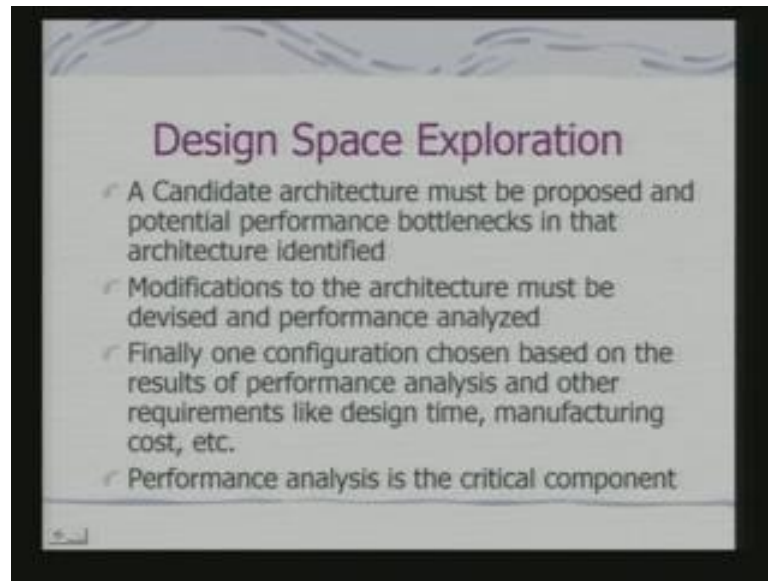 Design Space Exploration
A Candidate architecture must be proposed and
potential performance bottlenecks in that
architecture identified
Modifications to the architecture must be
devised and performance analyzed
Finally one configuration chosen based on the
results of performance analysis and other
requirements like design time, manufacturing
cost, etc.
Performance analysis is the critical component